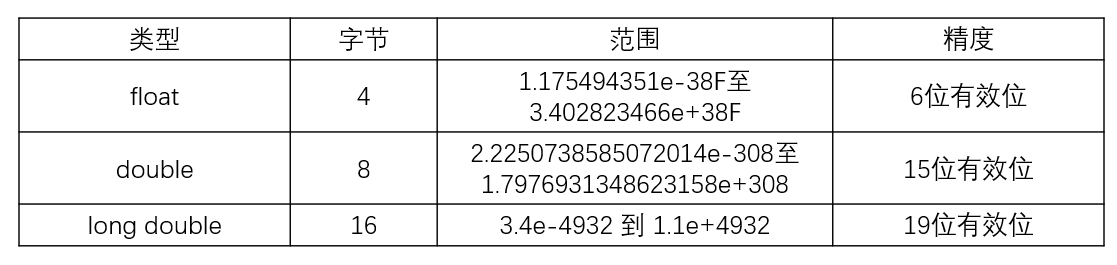 类型 字节 范围 精度
float 4 1.175494351e-38F至
3.402823466e+38F 6位有效位
double 8 2.2250738585072014e-308至
1.7976931348623158e+308 15位有效位
long double 16 3.4e-4932 到 1.1e+4932 19位有效位